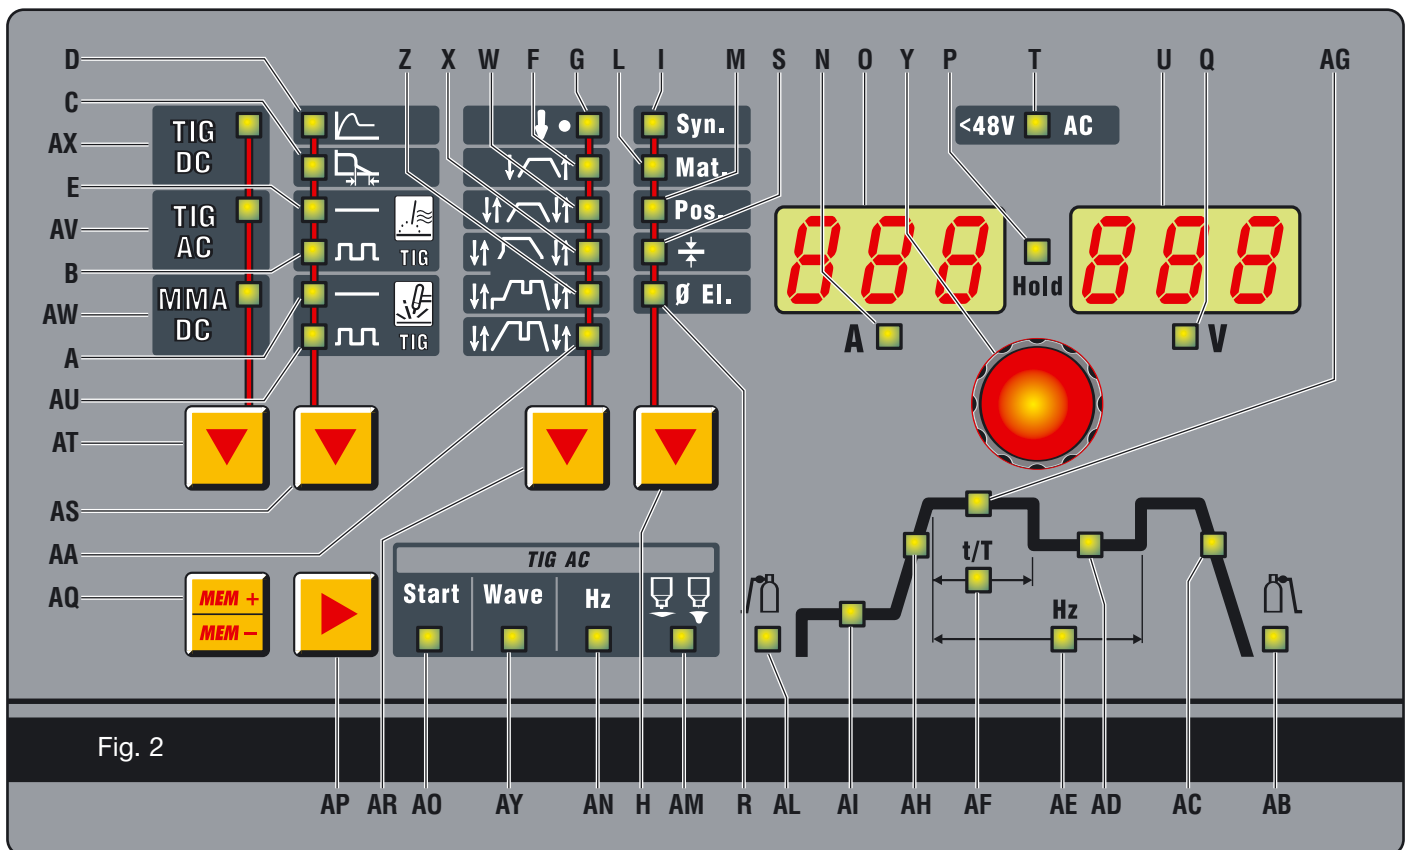 D Z X W F G L I M S N O Y P T U Q AG
C
AX
E
AV
B
AW
A
AU
AT
AS
AA
AQ
TIG
DC
TIG
AC
MMA
DC
TIG
TIG
Syn.
Mat.
Pos.
Ø El.
<48V AC
888 888
Hold
A V
MEM +
MEM –
TIG AC
Start Wave Hz
t/T
Hz
Fig. 2
AP AR AO AY AN H AM R AL AI AH AF AE AD AC AB